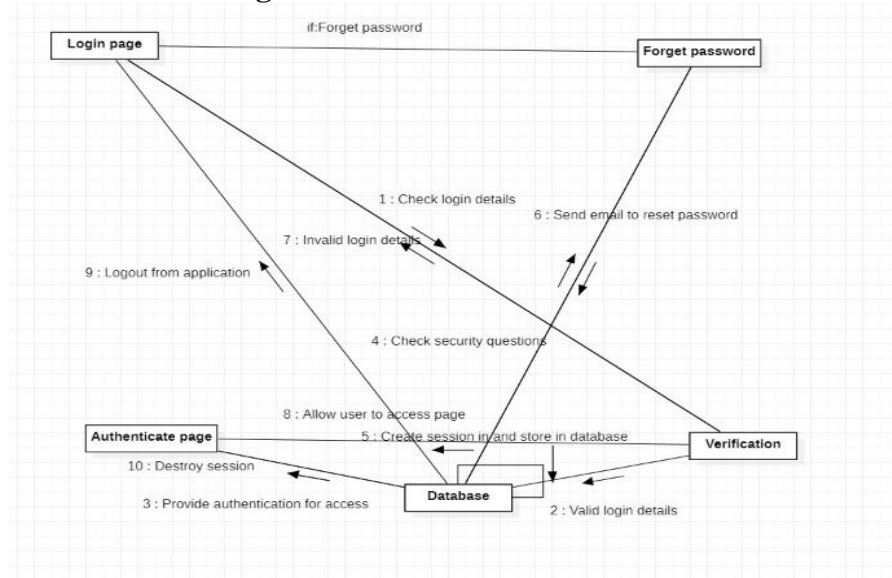 if:Forget password
Login page
Forget password
1 : Check login details
6 : Send email to reset password
7 : Invalid login details
9 : Logout from application
4 : Check security questions
8 : Allow user to access page
Authenticate page
5 : Create session in and store in database
Verification
10 : Destroy session
Database
3 : Provide authentication for access
2 : Valid login details